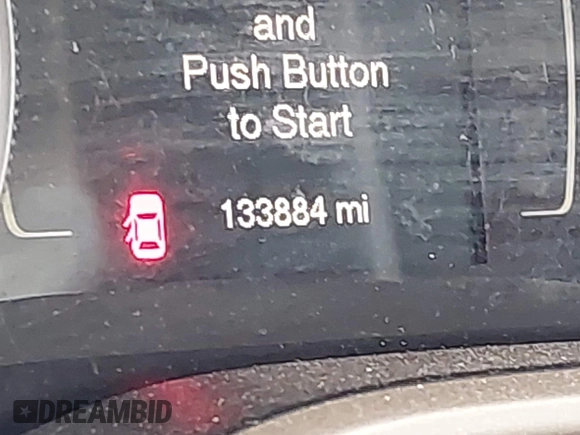 and
Push Button
to Start
133884 mi
DREAMBID